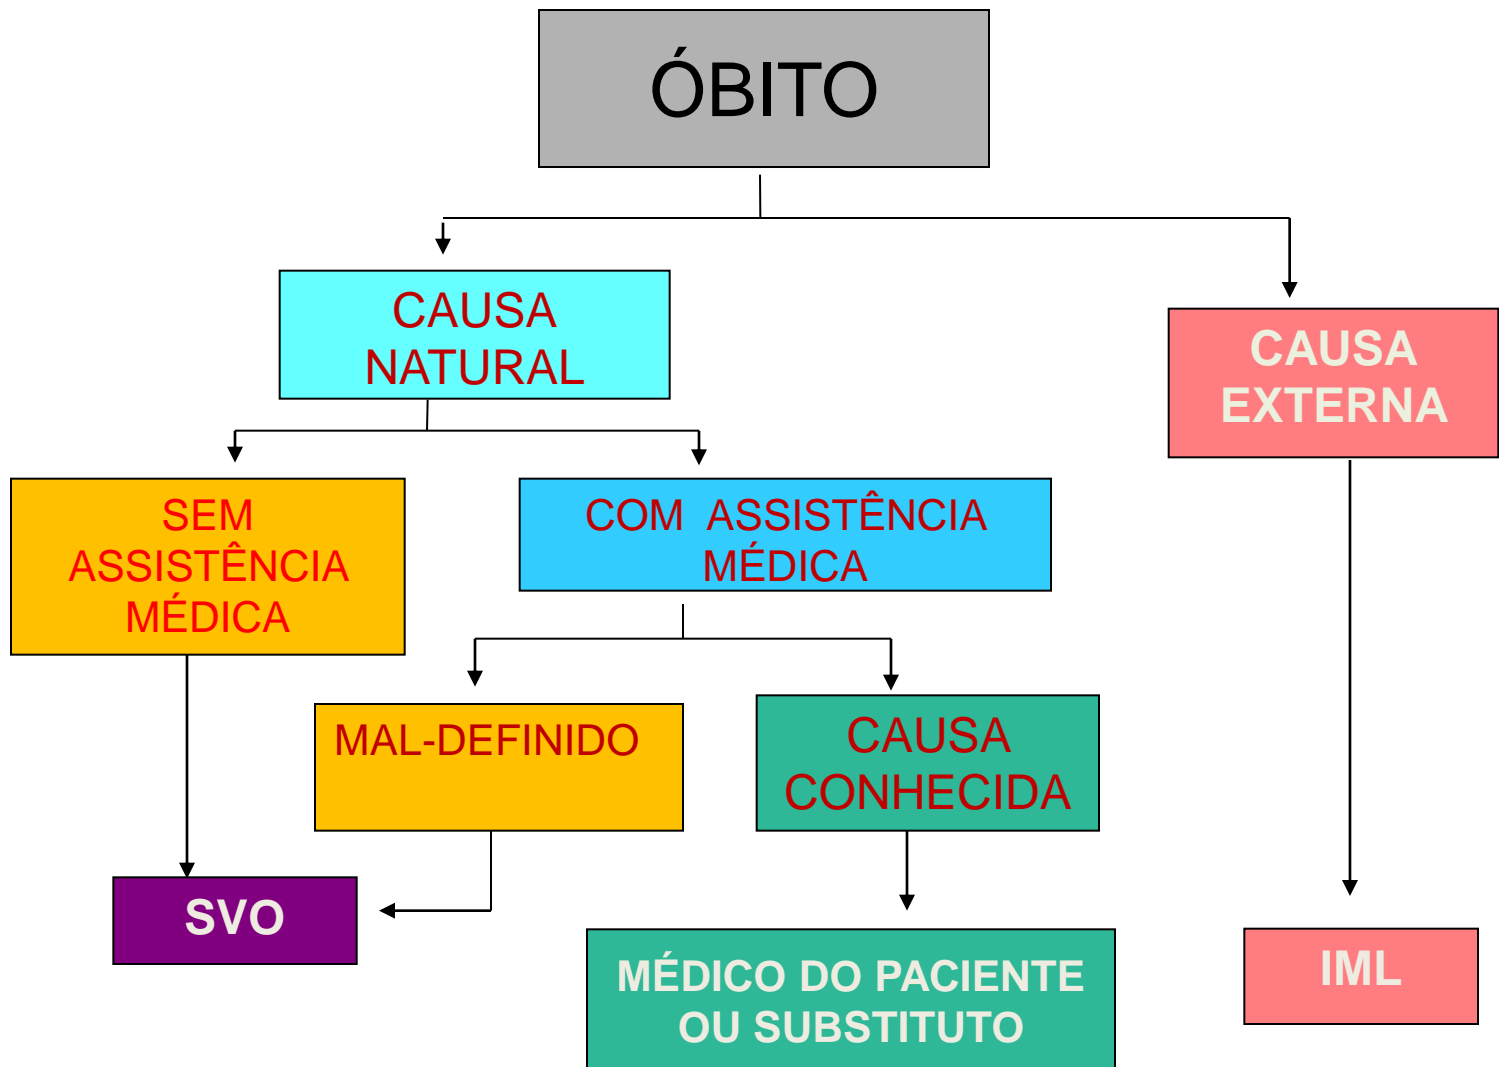 ÓBITO
CAUSA
NATURAL
CAUSA
EXTERNA
SEM
ASSISTÊNCIA
MÉDICA
COM ASSISTÊNCIA
MÉDICA
MAL-DEFINIDO
CAUSA
CONHECIDA
SVO
MÉDICO DO PACIENTE
OU SUBSTITUTO
IML